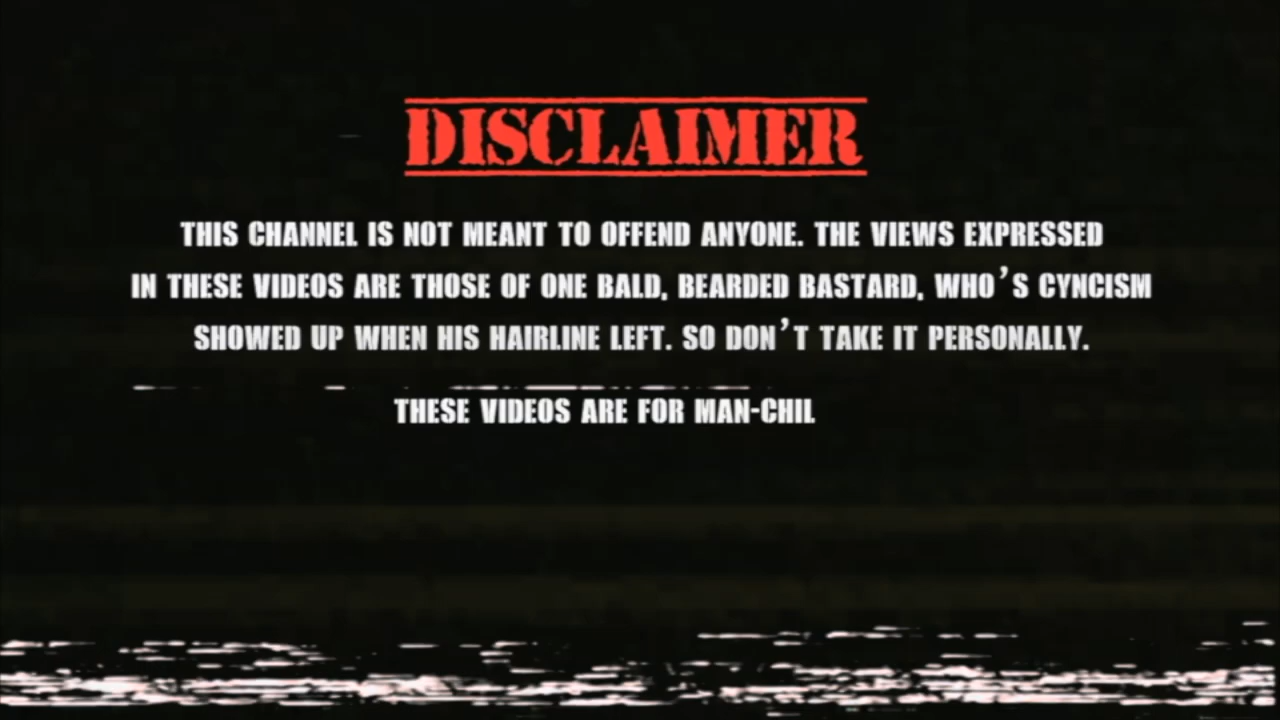 DISCLAIMER
THIS CHANNEL IS NOT MEANT TO OFFEND ANYONE. THE VIEWS EXPRESSED
IN THESE VIDEOS ARE THOSE OF ONE BALD, BEARDED BASTARD, WHO'S CYNCISM
SHOWED UP WHEN HIS HAIRLINE LEFT. SO DON'T TAKE IT PERSONALLY.
THESE VIDEOS ARE FOR MAN-CHIL